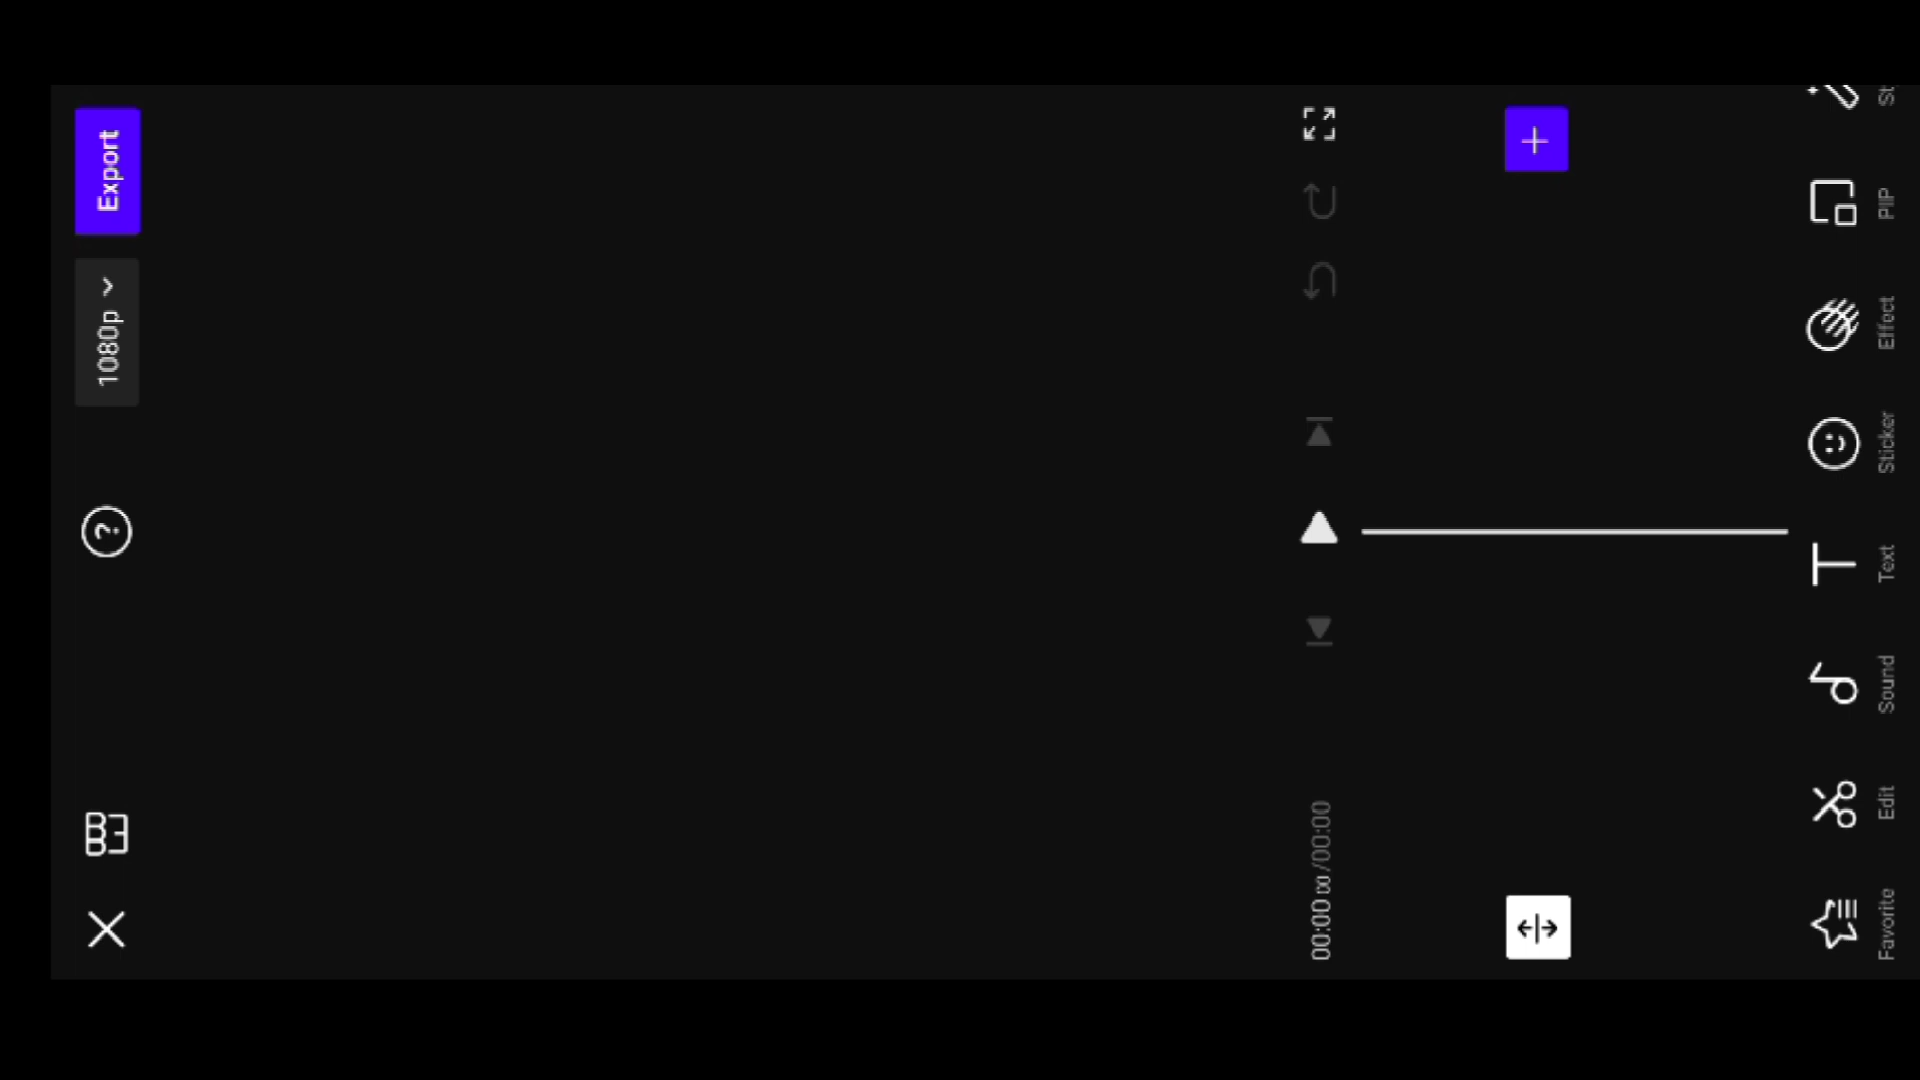 1080p
Export
00:00 00 /00:00
Favorite
Edit
Sound
Text
Sticker
Effect
PIP
St